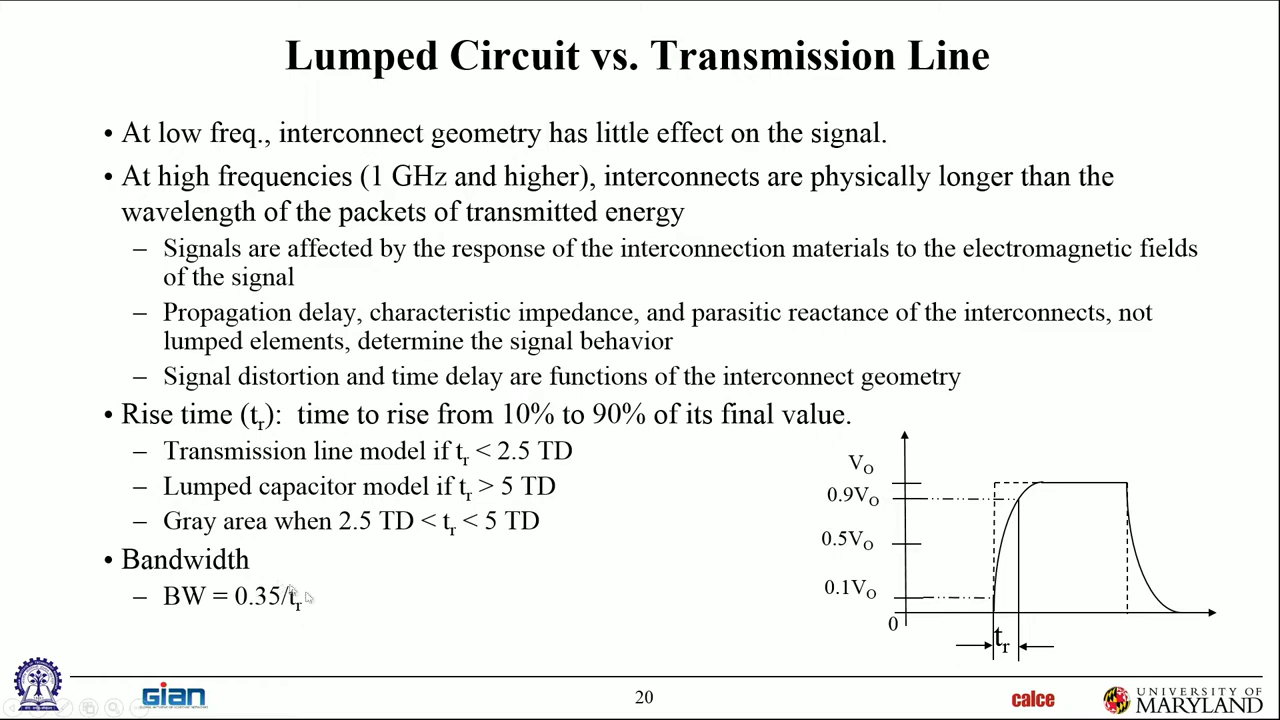 Lumped Circuit vs. Transmission Line
• At low freq., interconnect geometry has little effect on the signal.
• At high frequencies (1 GHz and higher), interconnects are physically longer than the
wavelength of the packets of transmitted energy
– Signals are affected by the response of the interconnection materials to the electromagnetic fields
of the signal
– Propagation delay, characteristic impedance, and parasitic reactance of the interconnects, not
lumped elements, determine the signal behavior
– Signal distortion and time delay are functions of the interconnect geometry
• Rise time (tr): time to rise from 10% to 90% of its final value.
– Transmission line model if tr < 2.5 TD
– Lumped capacitor model if tr > 5 TD
– Gray area when 2.5 TD < tr < 5 TD
• Bandwidth
– BW = 0.35/tr
VO
0.9VO
0.5VO
0.1VO
0
tr
GIAN
20
calce
UNIVERSITY OF
MARYLAND